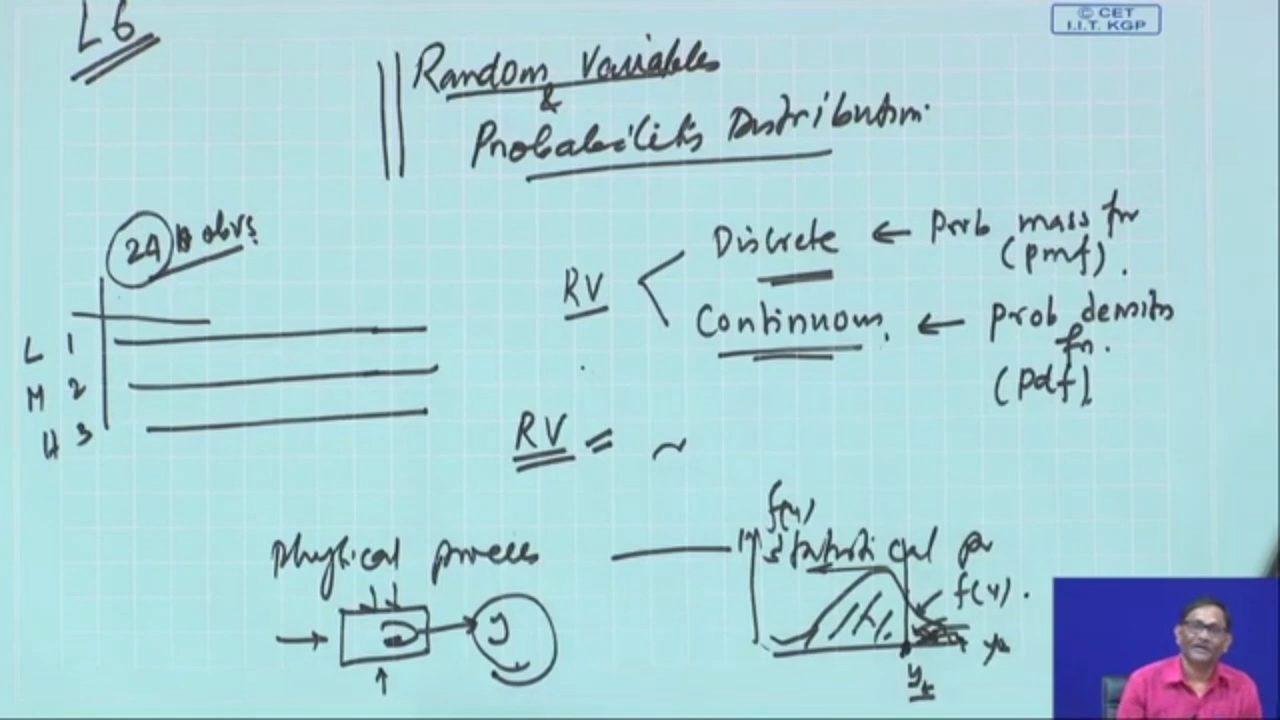 L6
© CET
I.I.T. KGP
Random Variables
&
Probability Distribution.
24 obvs.
L 1
M 2
H 3
RV
Discrete ← Prob mass fn
(pmf).
Continuous. ← Prob density
fn.
(Pdf)
RV = ~
Physical process
Statistical
f(y).
y